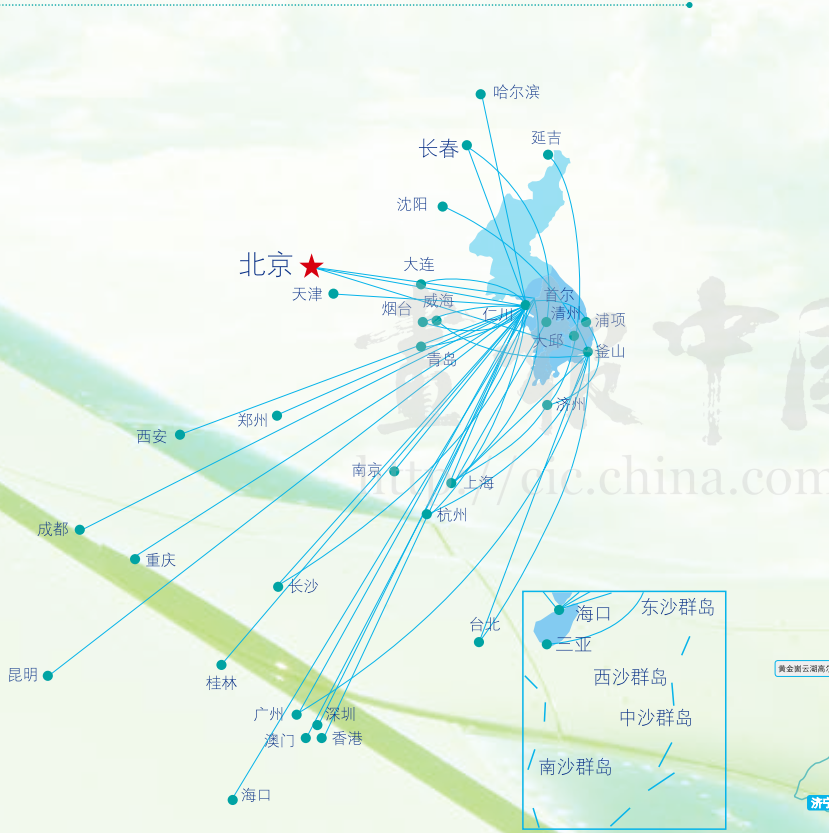 哈尔滨
延吉
长春
沈阳
北京
大连
天津
威海
烟台
首尔
仁川
清州
浦项
大邱
釜山
青岛
济州
郑州
西安
南京
上海
http://cic.china.com
杭州
成都
重庆
长沙
台北
海口
东沙群岛
三亚
西沙群岛
中沙群岛
南沙群岛
昆明
桂林
广州
深圳
澳门
香港
海口
济宁